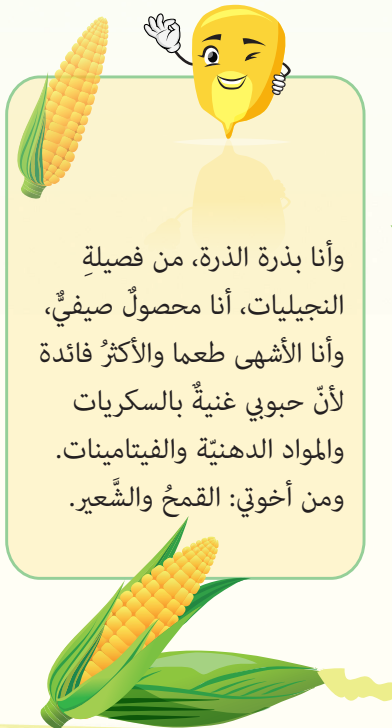 وأنا بذرة الذرة، من فصيلةِ
النجيليات، أنا محصولٌ صيفيٌّ،
وأنا الأشهى طعما والأكثرُ فائدة
لأنّ حبوبي غنيةٌ بالسكريات
والمواد الدهنيّة والفيتامينات.
ومن أخوتي: القمحُ والشَّعير.